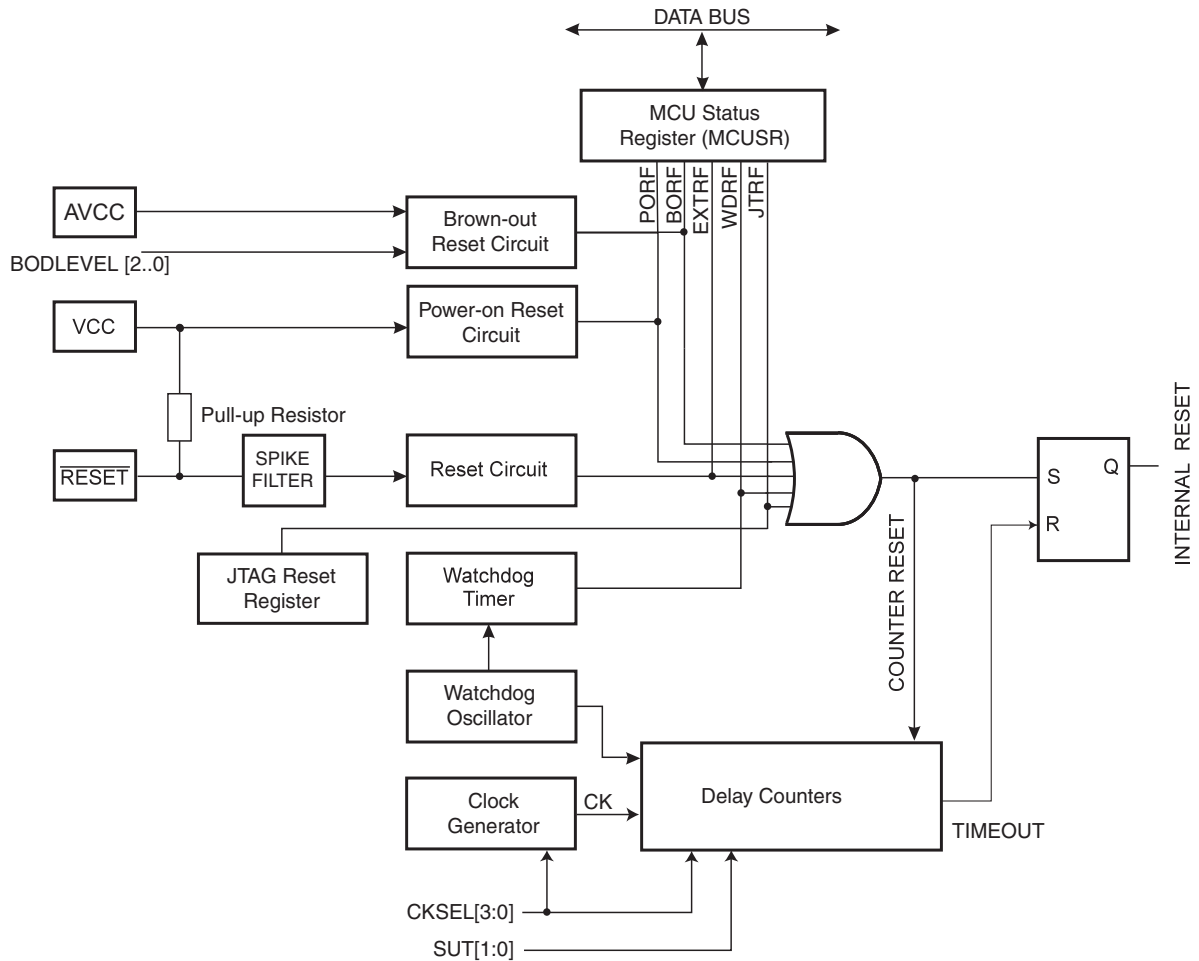 DATA BUS
MCU Status
Register (MCUSR)
PORF
BORF
EXTRF
WDRF
JTRF
AVCC
Brown-out
Reset Circuit
BODLEVEL [2..0]
VCC
Power-on Reset
Circuit
Pull-up Resistor
RESET
SPIKE
FILTER
Reset Circuit
S
Q
R
INTERNAL RESET
COUNTER RESET
JTAG Reset
Register
Watchdog
Timer
Watchdog
Oscillator
Clock
Generator
CK
Delay Counters
TIMEOUT
CKSEL[3:0]
SUT[1:0]